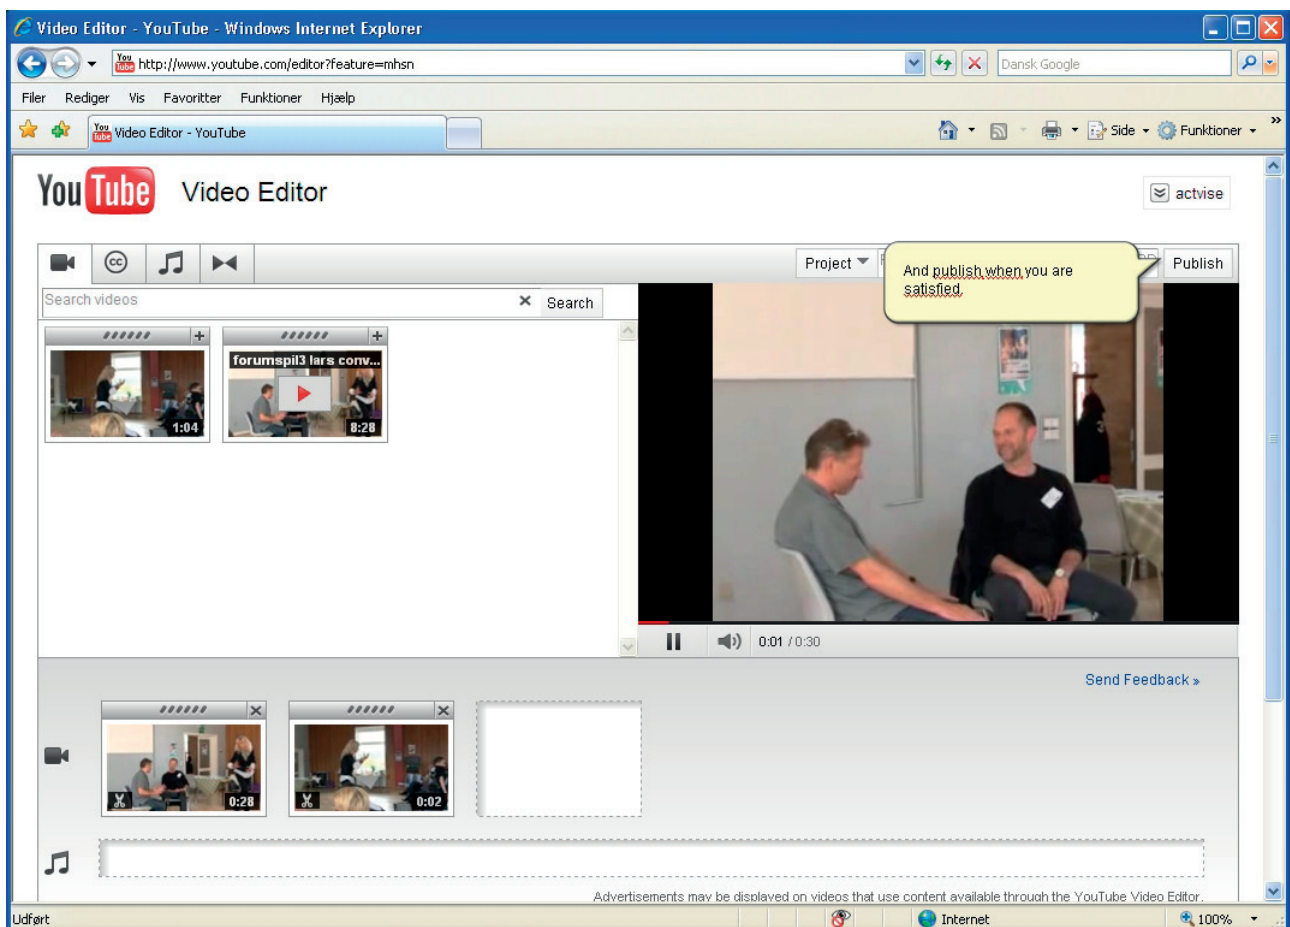 Video Editor - YouTube - Windows Internet Explorer
http://www.youtube.com/editor?feature=mhsn
Dansk Google
Filer Rediger Vis Favoritter Funktioner Hjælp
Video Editor - YouTube
Side
Funktioner
YouTube Video Editor
actvise
Project
And publish when you are
satisfied.
Publish
Search videos
Search
forumspil3 lars conv...
1:04
8:28
0:01 / 0:30
Send Feedback »
0:28
0:02
Advertisements may be displayed on videos that use content available through the YouTube Video Editor.
Udført
Internet
100%